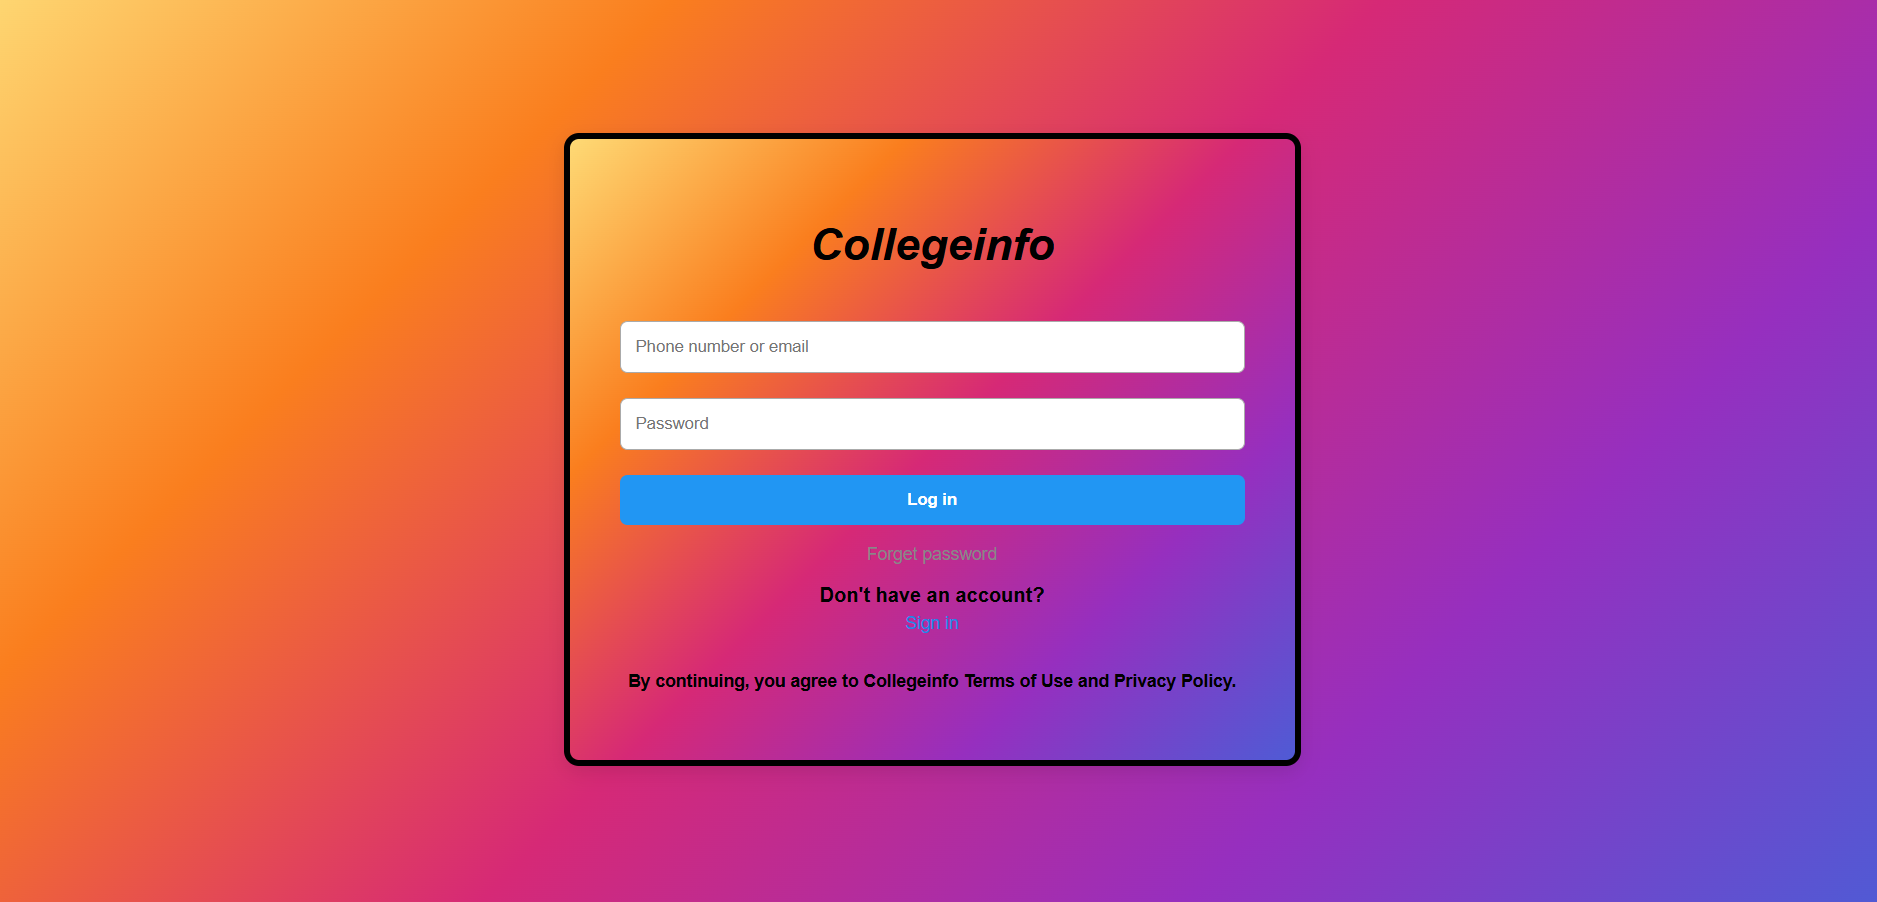 Collegeinfo
Phone number or email
Password
Log in
Forget password
Don't have an account?
Sign in
By continuing, you agree to Collegeinfo Terms of Use and Privacy Policy.